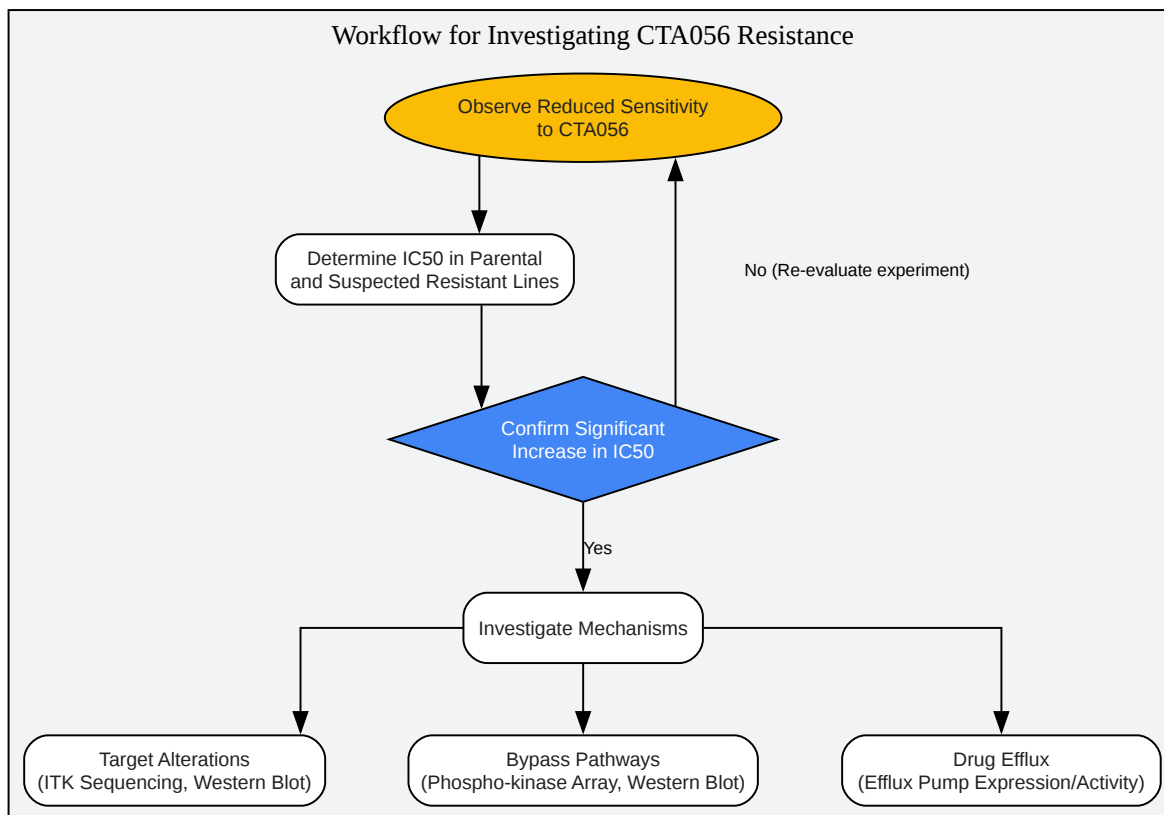 Workflow for Investigating CTA056 Resistance
Observe Reduced Sensitivity
to CTA056
Determine IC50 in Parental
and Suspected Resistant Lines
No (Re-evaluate experiment)
Confirm Significant
Increase in IC50
Yes
Investigate Mechanisms
Target Alterations
(ITK Sequencing, Western Blot)
Bypass Pathways
(Phospho-kinase Array, Western Blot)
Drug Efflux
(Efflux Pump Expression/Activity)